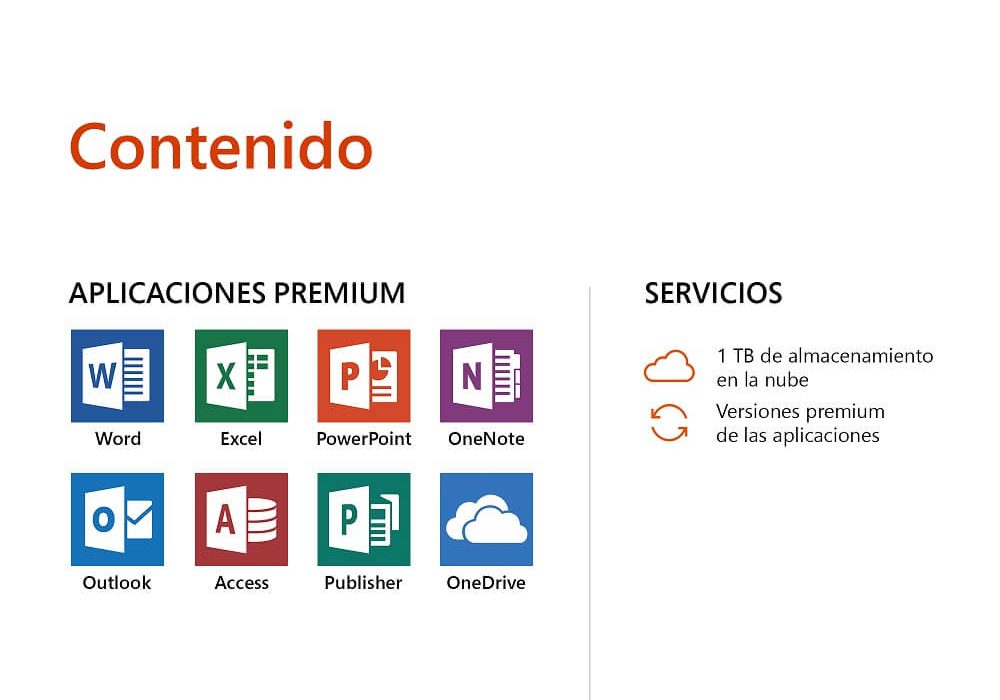 Contenido
APLICACIONES PREMIUM
W X P N
Word Excel PowerPoint OneNote
O A P
Outlook Access Publisher OneDrive
SERVICIOS
1 TB de almacenamiento
en la nube
Versiones premium
de las aplicaciones